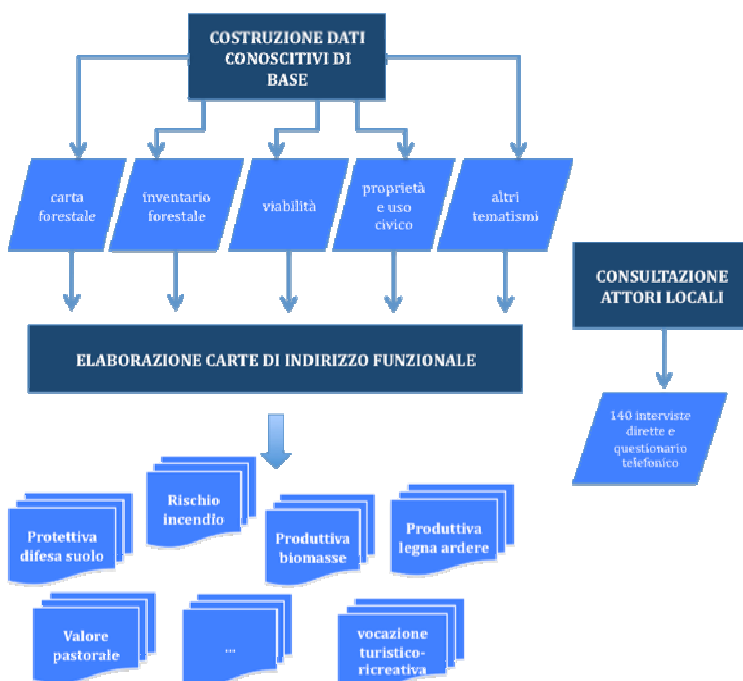 COSTRUZIONE DATI
CONOSCITIVI DI
BASE
carta
forestale
inventario
forestale
viabilità
proprietà
e uso
civico
altri
tematismi
CONSULTAZIONE
ATTORI LOCALI
ELABORAZIONE CARTE DI INDIRIZZO FUNZIONALE
140 interviste
dirette e
questionario
telefonico
Rischio
incendio
Protettiva
difesa suolo
Produttiva
biomasse
Produttiva
legna ardere
Valore
pastorale
...
vocazione
turistico-
ricreativa